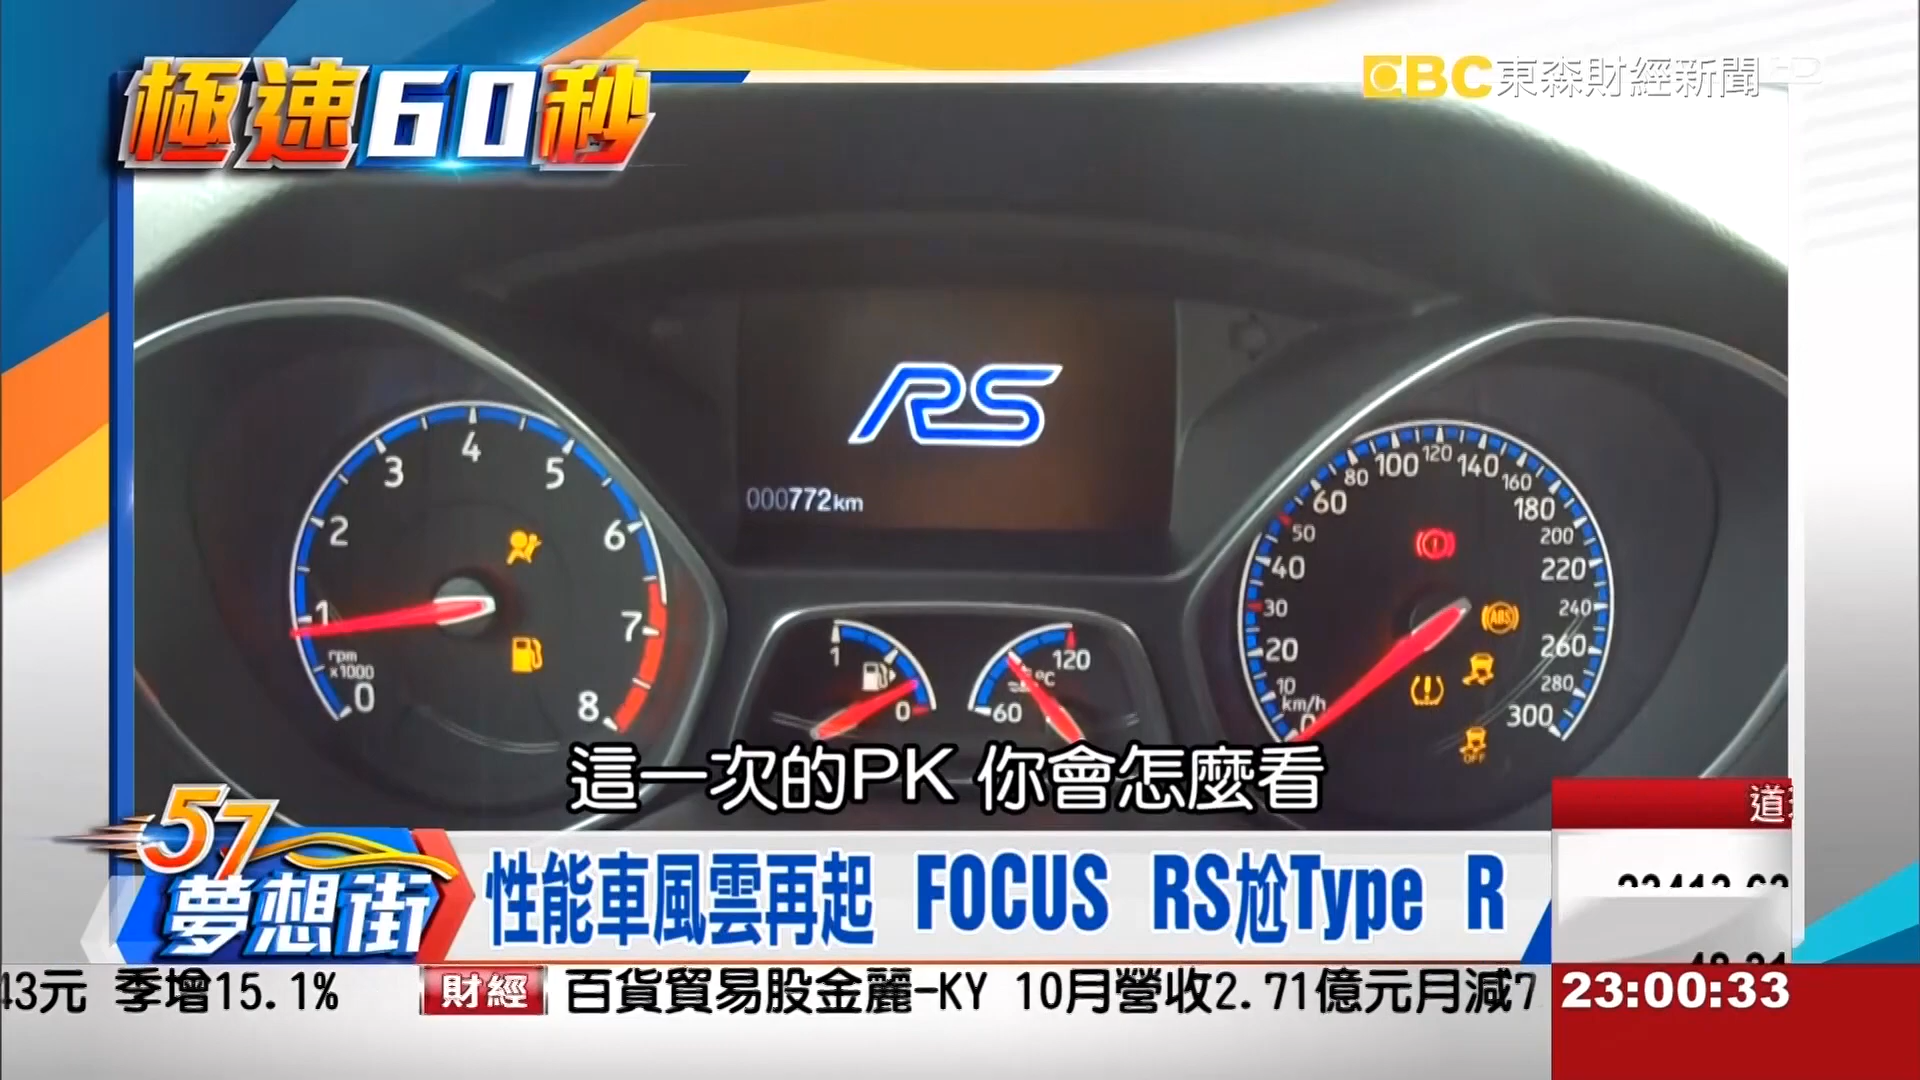 極速60秒
EBC東森財經新聞
RS
000772km
0
1
2
3
4
5
6
7
8
rpm
x1000
1
0
60
120
°C
0
10
20
30
40
50
60
80
100
120
140
160
180
200
220
240
260
280
300
km/h
ABS
OFF
這一次的PK 你會怎麼看
57
夢想街
性能車風雲再起 FOCUS RS尬Type R
道
43元 季增15.1%
財經
百貨貿易股金麗-KY 10月營收2.71億元月減7
23:00:33